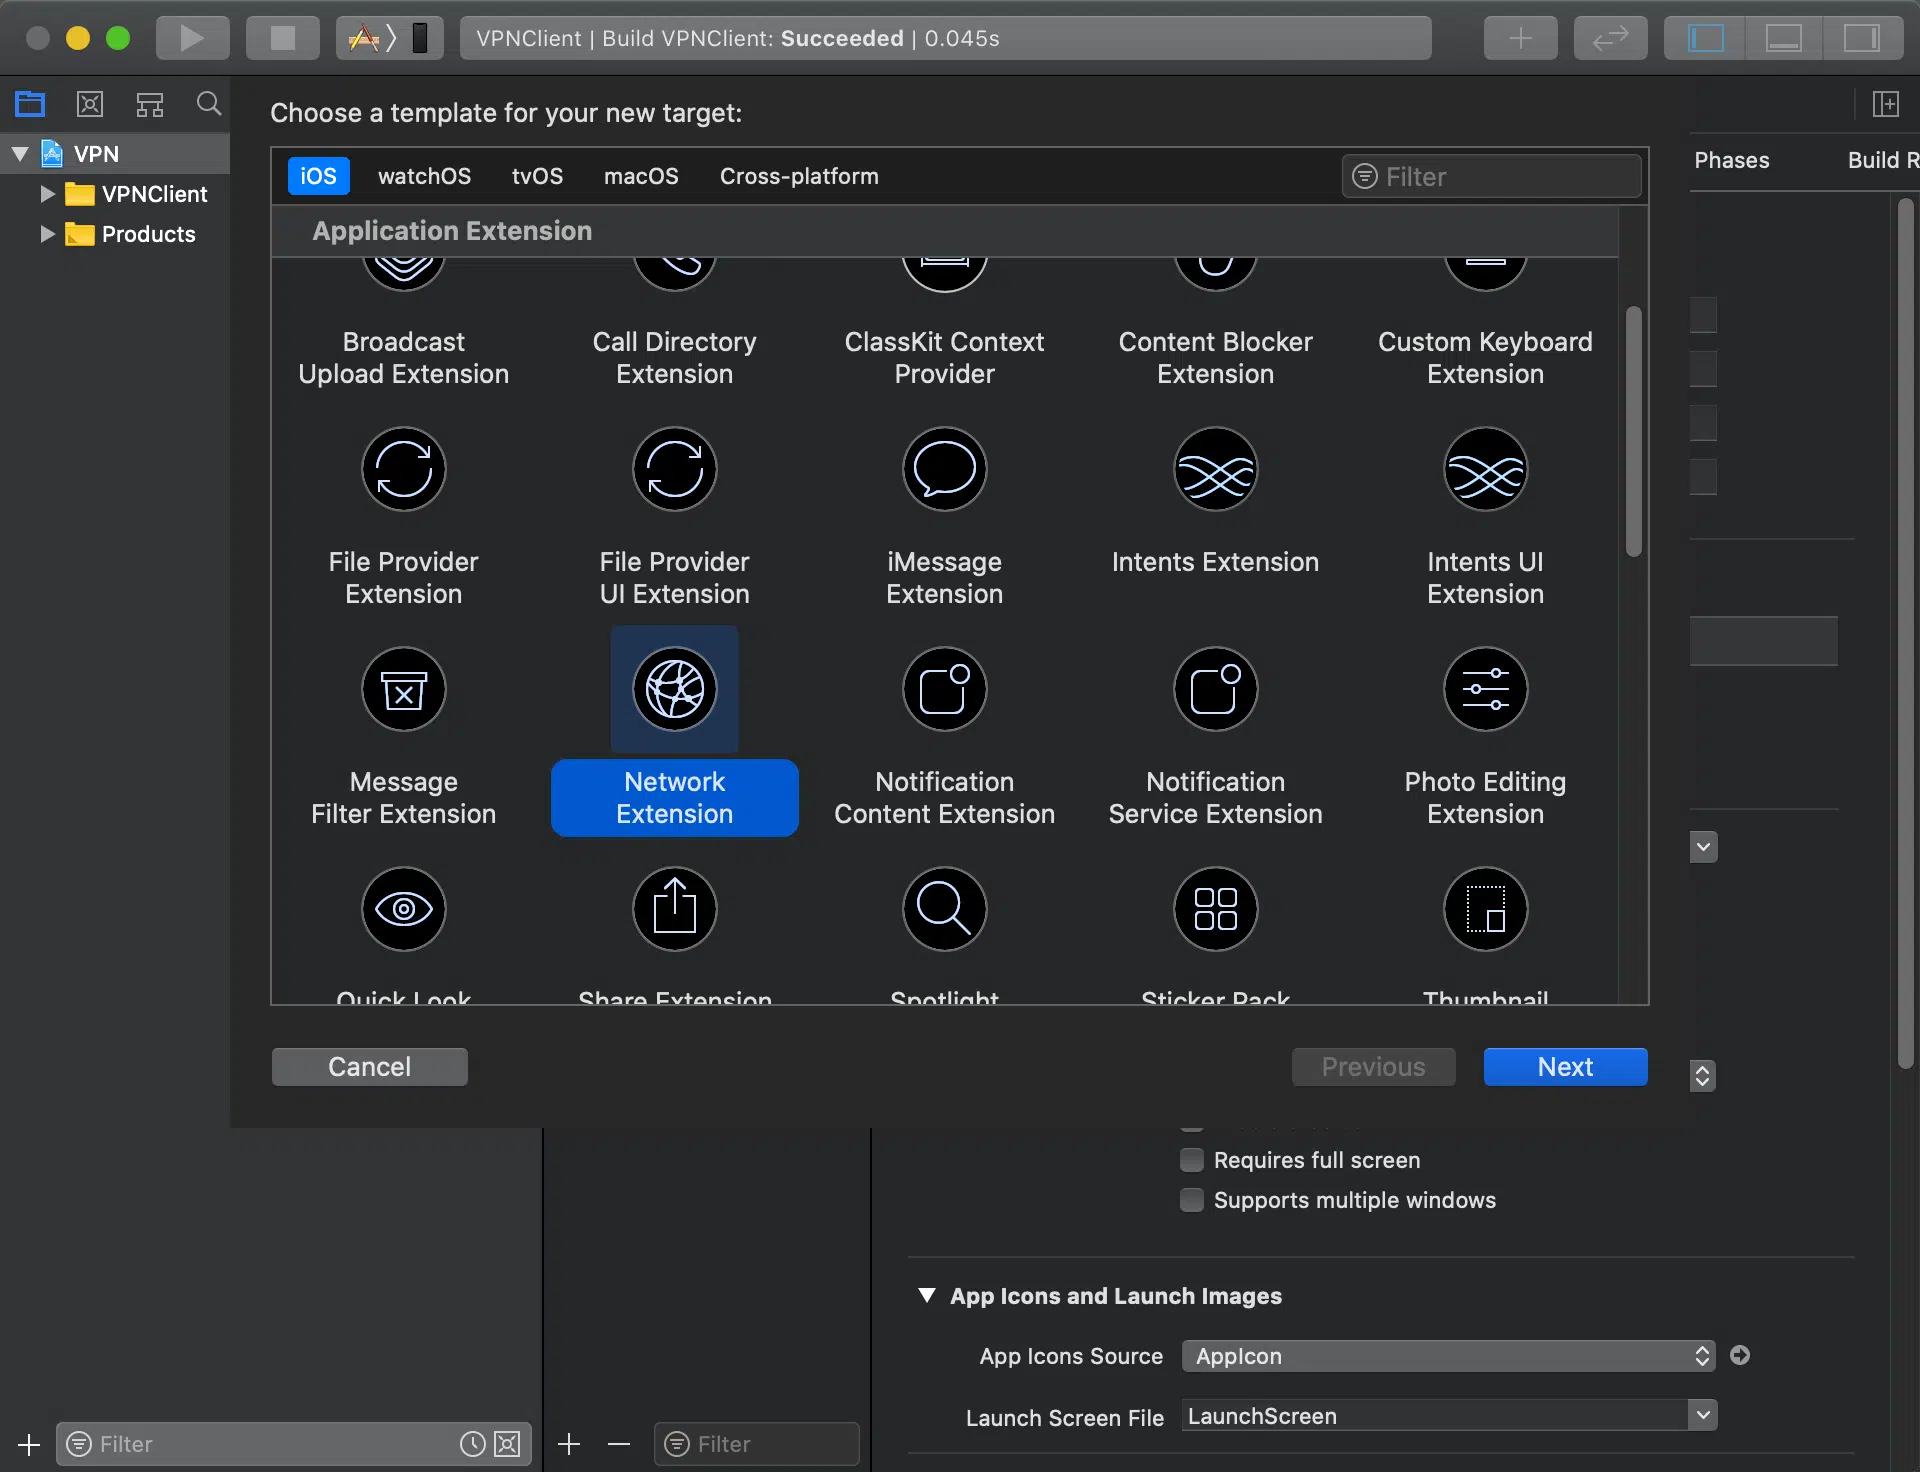 VPNClient | Build VPNClient: Succeeded | 0.045s
Choose a template for your new target:
VPN
VPNClient
Products
iOS watchOS tvOS macOS Cross-platform Filter
Phases Build R
Application Extension
Broadcast
Upload Extension
Call Directory
Extension
ClassKit Context
Provider
Content Blocker
Extension
Custom Keyboard
Extension
File Provider
Extension
File Provider
UI Extension
iMessage
Extension
Intents Extension
Intents UI
Extension
Message
Filter Extension
Network
Extension
Notification
Content Extension
Notification
Service Extension
Photo Editing
Extension
Quick Look
Share Extension
Spotlight
Sticker Pack
Thumbnail
Cancel
Previous
Next
Requires full screen
Supports multiple windows
App Icons and Launch Images
App Icons Source AppIcon
Launch Screen File LaunchScreen
Filter
Filter